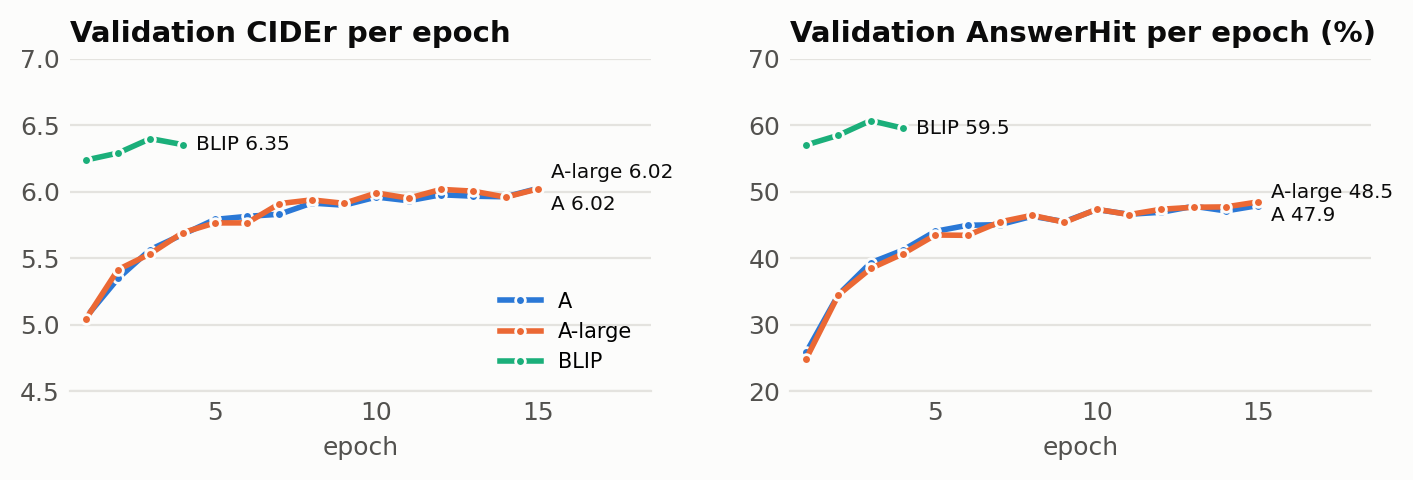 Validation CIDEr per epoch
7.0
6.5
6.0
5.5
5.0
4.5
BLIP 6.35
A-large 6.02
A 6.02
A
A-large
BLIP
5 10 15
epoch
Validation AnswerHit per epoch (%)
70
60
50
40
30
20
BLIP 59.5
A-large 48.5
A 47.9
5 10 15
epoch